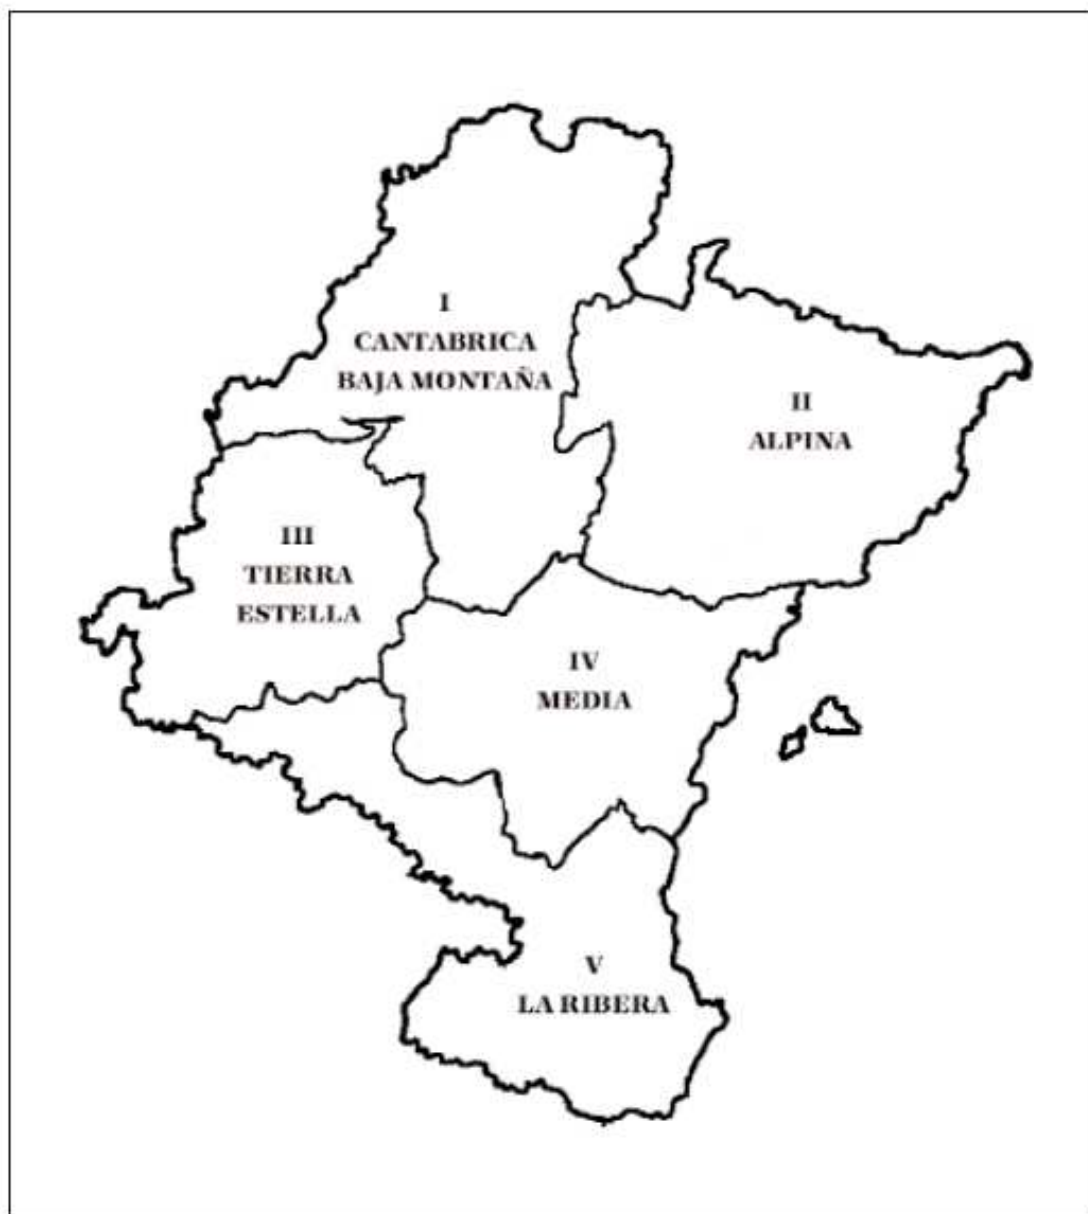 I
CANTABRICA
BAJA MONTAÑA
II
ALPINA
III
TIERRA
ESTELLA
IV
MEDIA
V
LA RIBERA